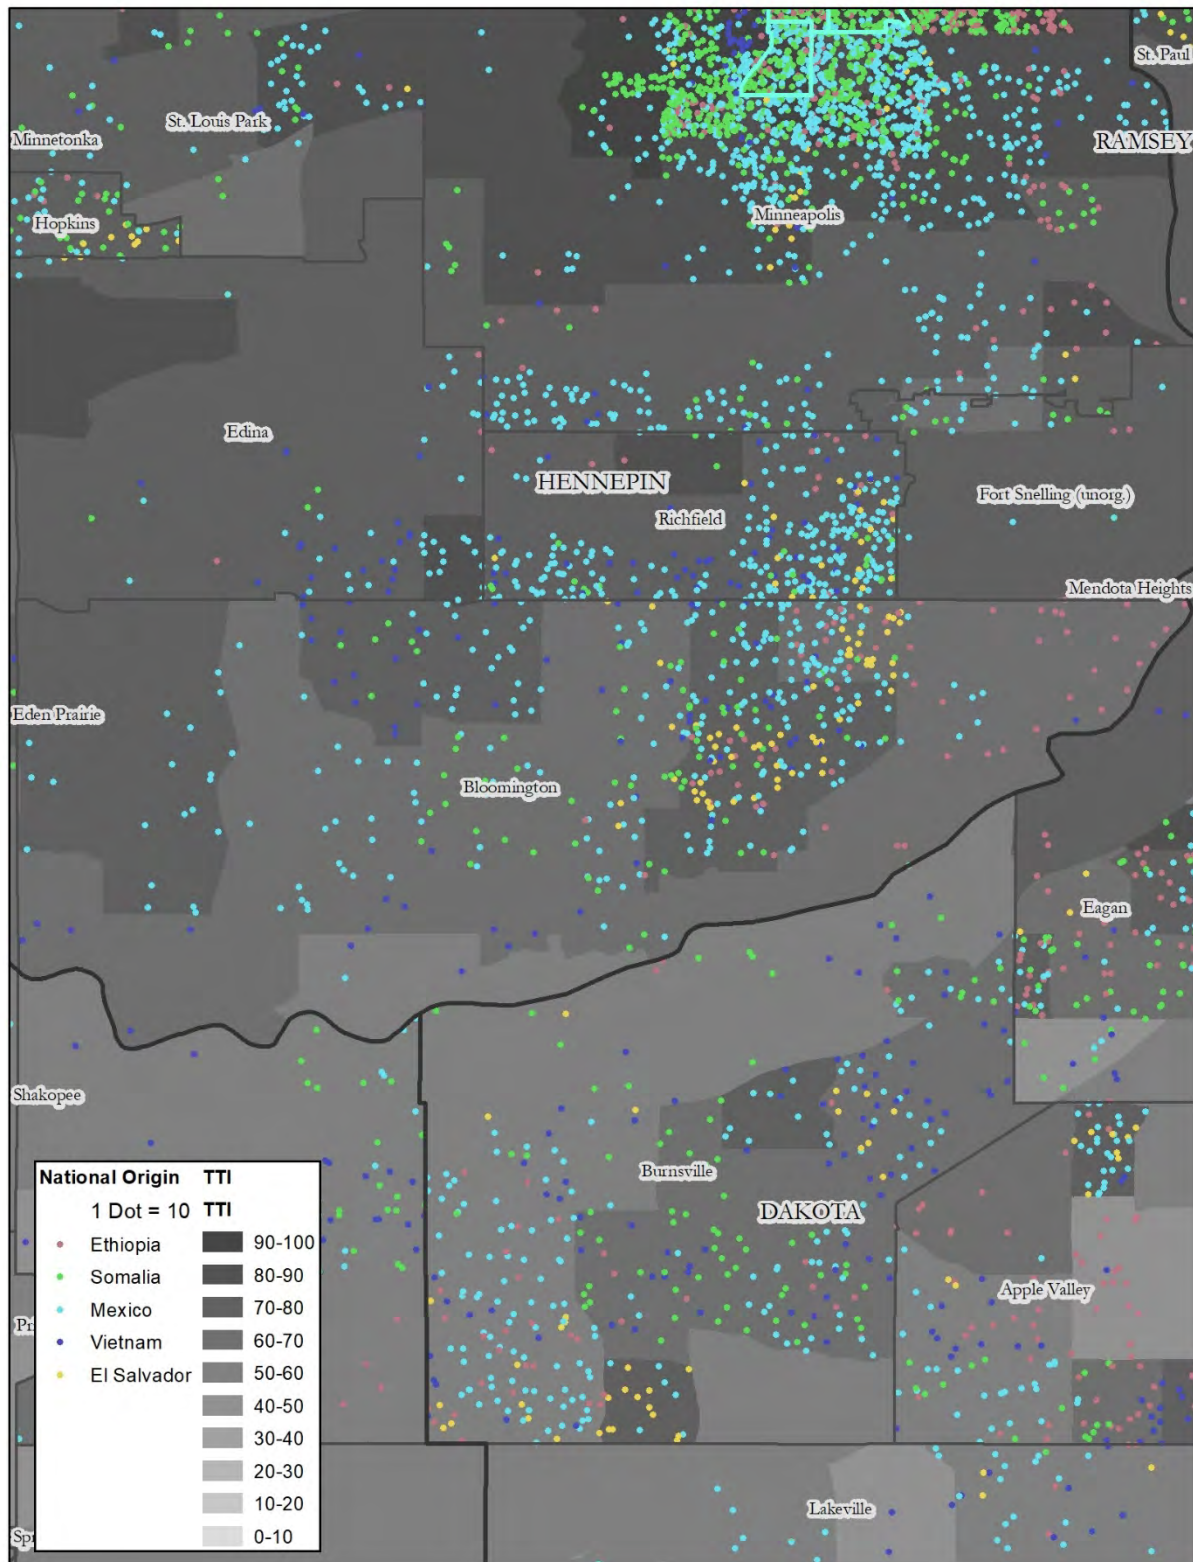 St. Paul
St. Louis Park
Minnetonka
RAMSEY
Hopkins
Minneapolis
Edina
HENNEPIN
Fort Snelling (unorg.)
Richfield
Mendota Heights
Eden Prairie
Bloomington
Eagan
Shakopee
Burnsville
DAKOTA
Apple Valley
Lakeville
Pri
Spr
National Origin TTI
1 Dot = 10 TTI
Ethiopia 90-100
Somalia 80-90
Mexico 70-80
Vietnam 60-70
El Salvador 50-60
40-50
30-40
20-30
10-20
0-10